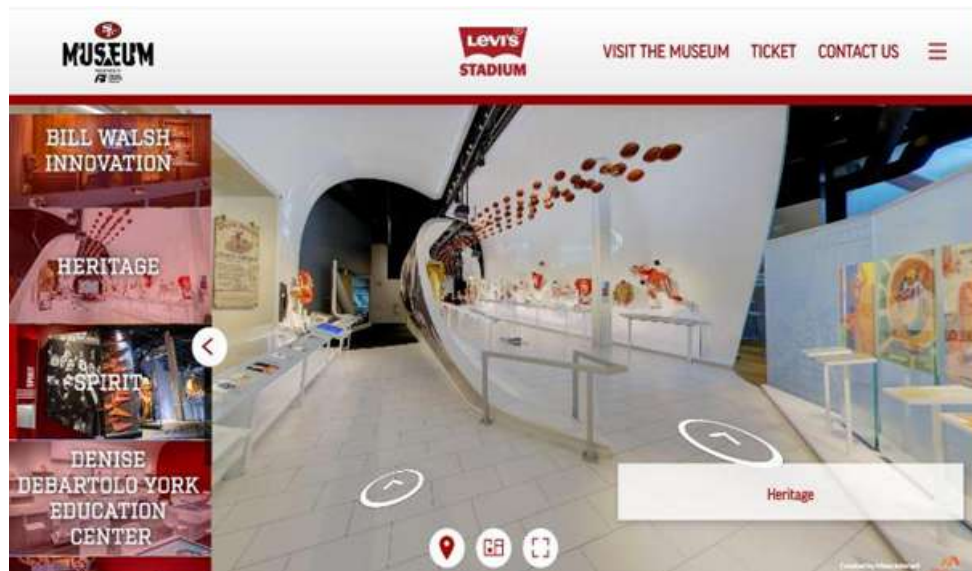 MUSEUM
LEVI'S
STADIUM
VISIT THE MUSEUM TICKET CONTACT US
BILL WALSH
INNOVATION
HERITAGE
SPIRIT
SPIRIT
DENISE
DEBARTOLO YORK
EDUCATION
CENTER
Heritage